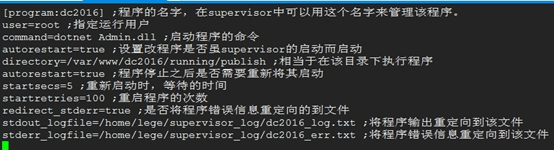 [program:dc2016] ;程序的名字，在supervisor中可以用这个名字来管理该程序。
user=root ;指定运行用户
command=dotnet Admin.dll ;启动程序的命令
autorestart=true ;设置改程序是否虽supervisor的启动而启动
directory=/var/www/dc2016/running/publish ;相当于在该目录下执行程序
autorestart=true ;程序停止之后是否需要重新将其启动
startsecs=5 ;重新启动时，等待的时间
startretries=100 ;重启程序的次数
redirect_stderr=true ;是否将程序错误信息重定向的到文件
stdout_logfile=/home/lege/supervisor_log/dc2016_log.txt ;将程序输出重定向到该文件
stderr_logfile=/home/lege/supervisor_log/dc2016_err.txt ;将程序错误信息重定向到该文件